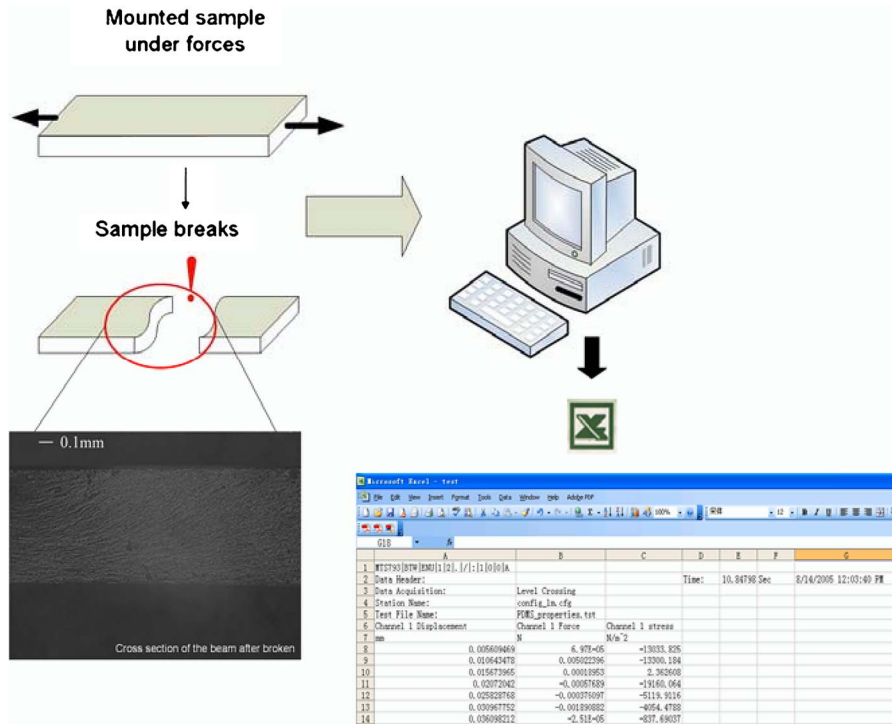 Mounted sample
under forces
Sample breaks
0.1mm
Cross section of the beam after broken
Microsoft Excel - test
File Edit View Insert Format Tools Data Window Help Adobe PDF
100% 宋体 12 B I U
G18 fx
A B C D E F G
1 MTS793|BTW|ENU|1|2|.|/|:|1|0|0|A
2 Data Header: Time: 10.84798 Sec 8/14/2005 12:03:40 PM
3 Data Acquisition: Level Crossing
4 Station Name: config_lm.cfg
5 Test File Name: PDMS_properties.tst
6 Channel 1 Displacement Channel 1 Force Channel 1 stress
7 mm N N/m^2
8 0.005609469 6.97E-05 -13033.825
9 0.010643478 0.005022396 -13300.184
10 0.015673965 0.00018953 2.362608
11 0.02072042 -0.00057689 -19160.064
12 0.025828768 -0.000376097 -5119.9116
13 0.030967752 -0.001890882 -4054.4788
14 0.036098212 -2.51E-05 -837.69037